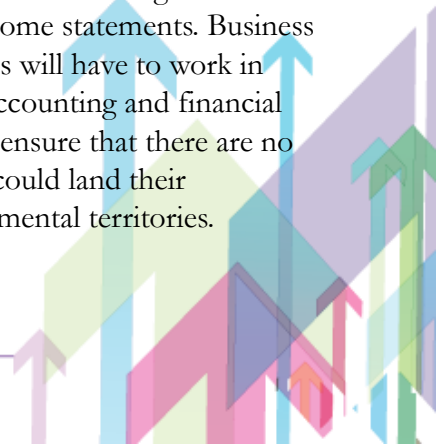 ome statements. Business
s will have to work in
ccounting and financial
ensure that there are no
could land their
mental territories.